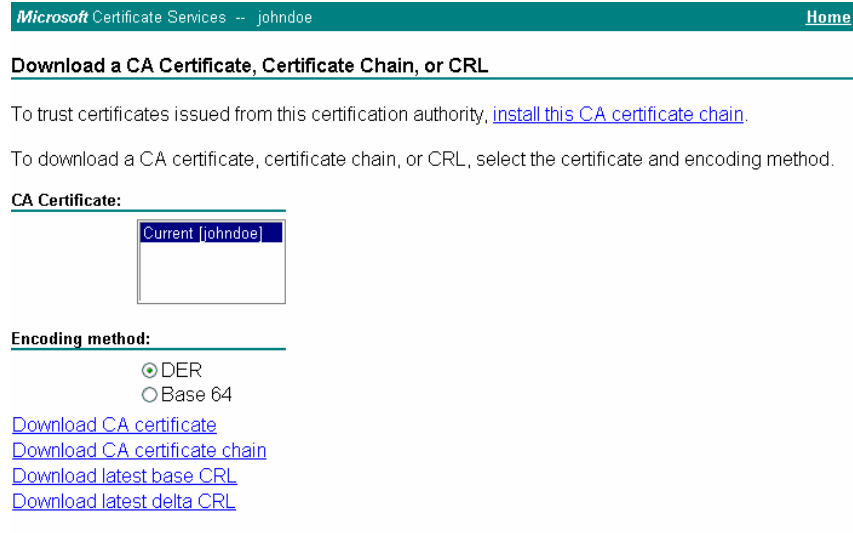 Microsoft Certificate Services -- johndoe Home
Download a CA Certificate, Certificate Chain, or CRL
To trust certificates issued from this certification authority, install this CA certificate chain.
To download a CA certificate, certificate chain, or CRL, select the certificate and encoding method.
CA Certificate:
Current [johndoe]
Encoding method:
DER
Base 64
Download CA certificate
Download CA certificate chain
Download latest base CRL
Download latest delta CRL